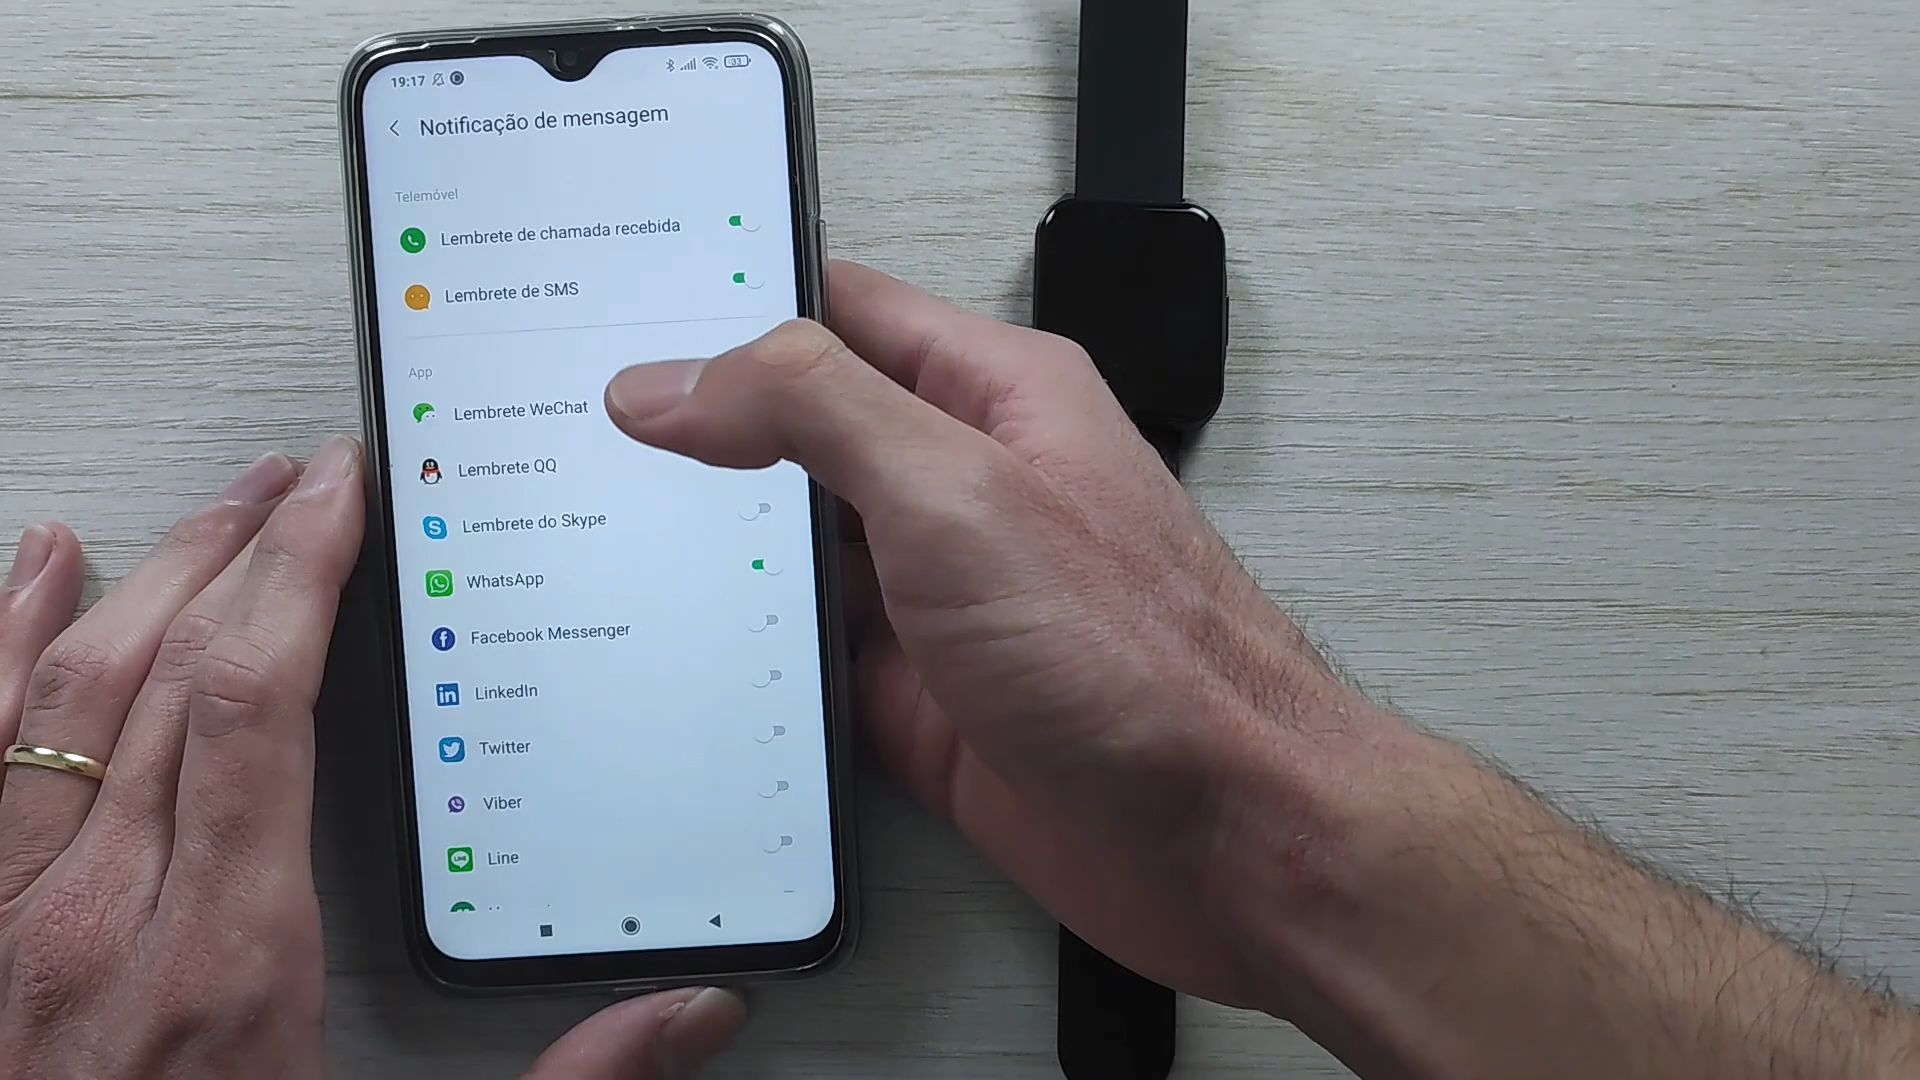 19:17
33
Notificação de mensagem
Telemóvel
Lembrete de chamada recebida
Lembrete de SMS
App
Lembrete WeChat
Lembrete QQ
Lembrete do Skype
WhatsApp
Facebook Messenger
LinkedIn
Twitter
Viber
Line